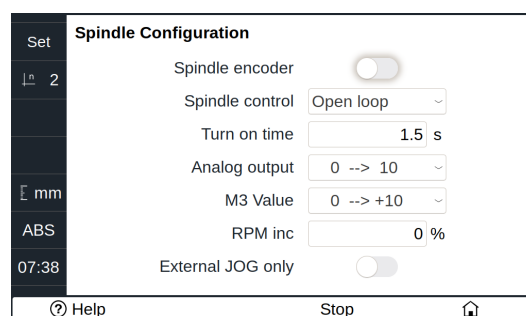 Set
Spindle Configuration
Spindle encoder
n 2
Spindle control Open loop
Turn on time 1.5 s
Analog output 0 --> 10
mm
M3 Value 0 --> +10
ABS
RPM inc 0 %
07:38
External JOG only
? Help Stop